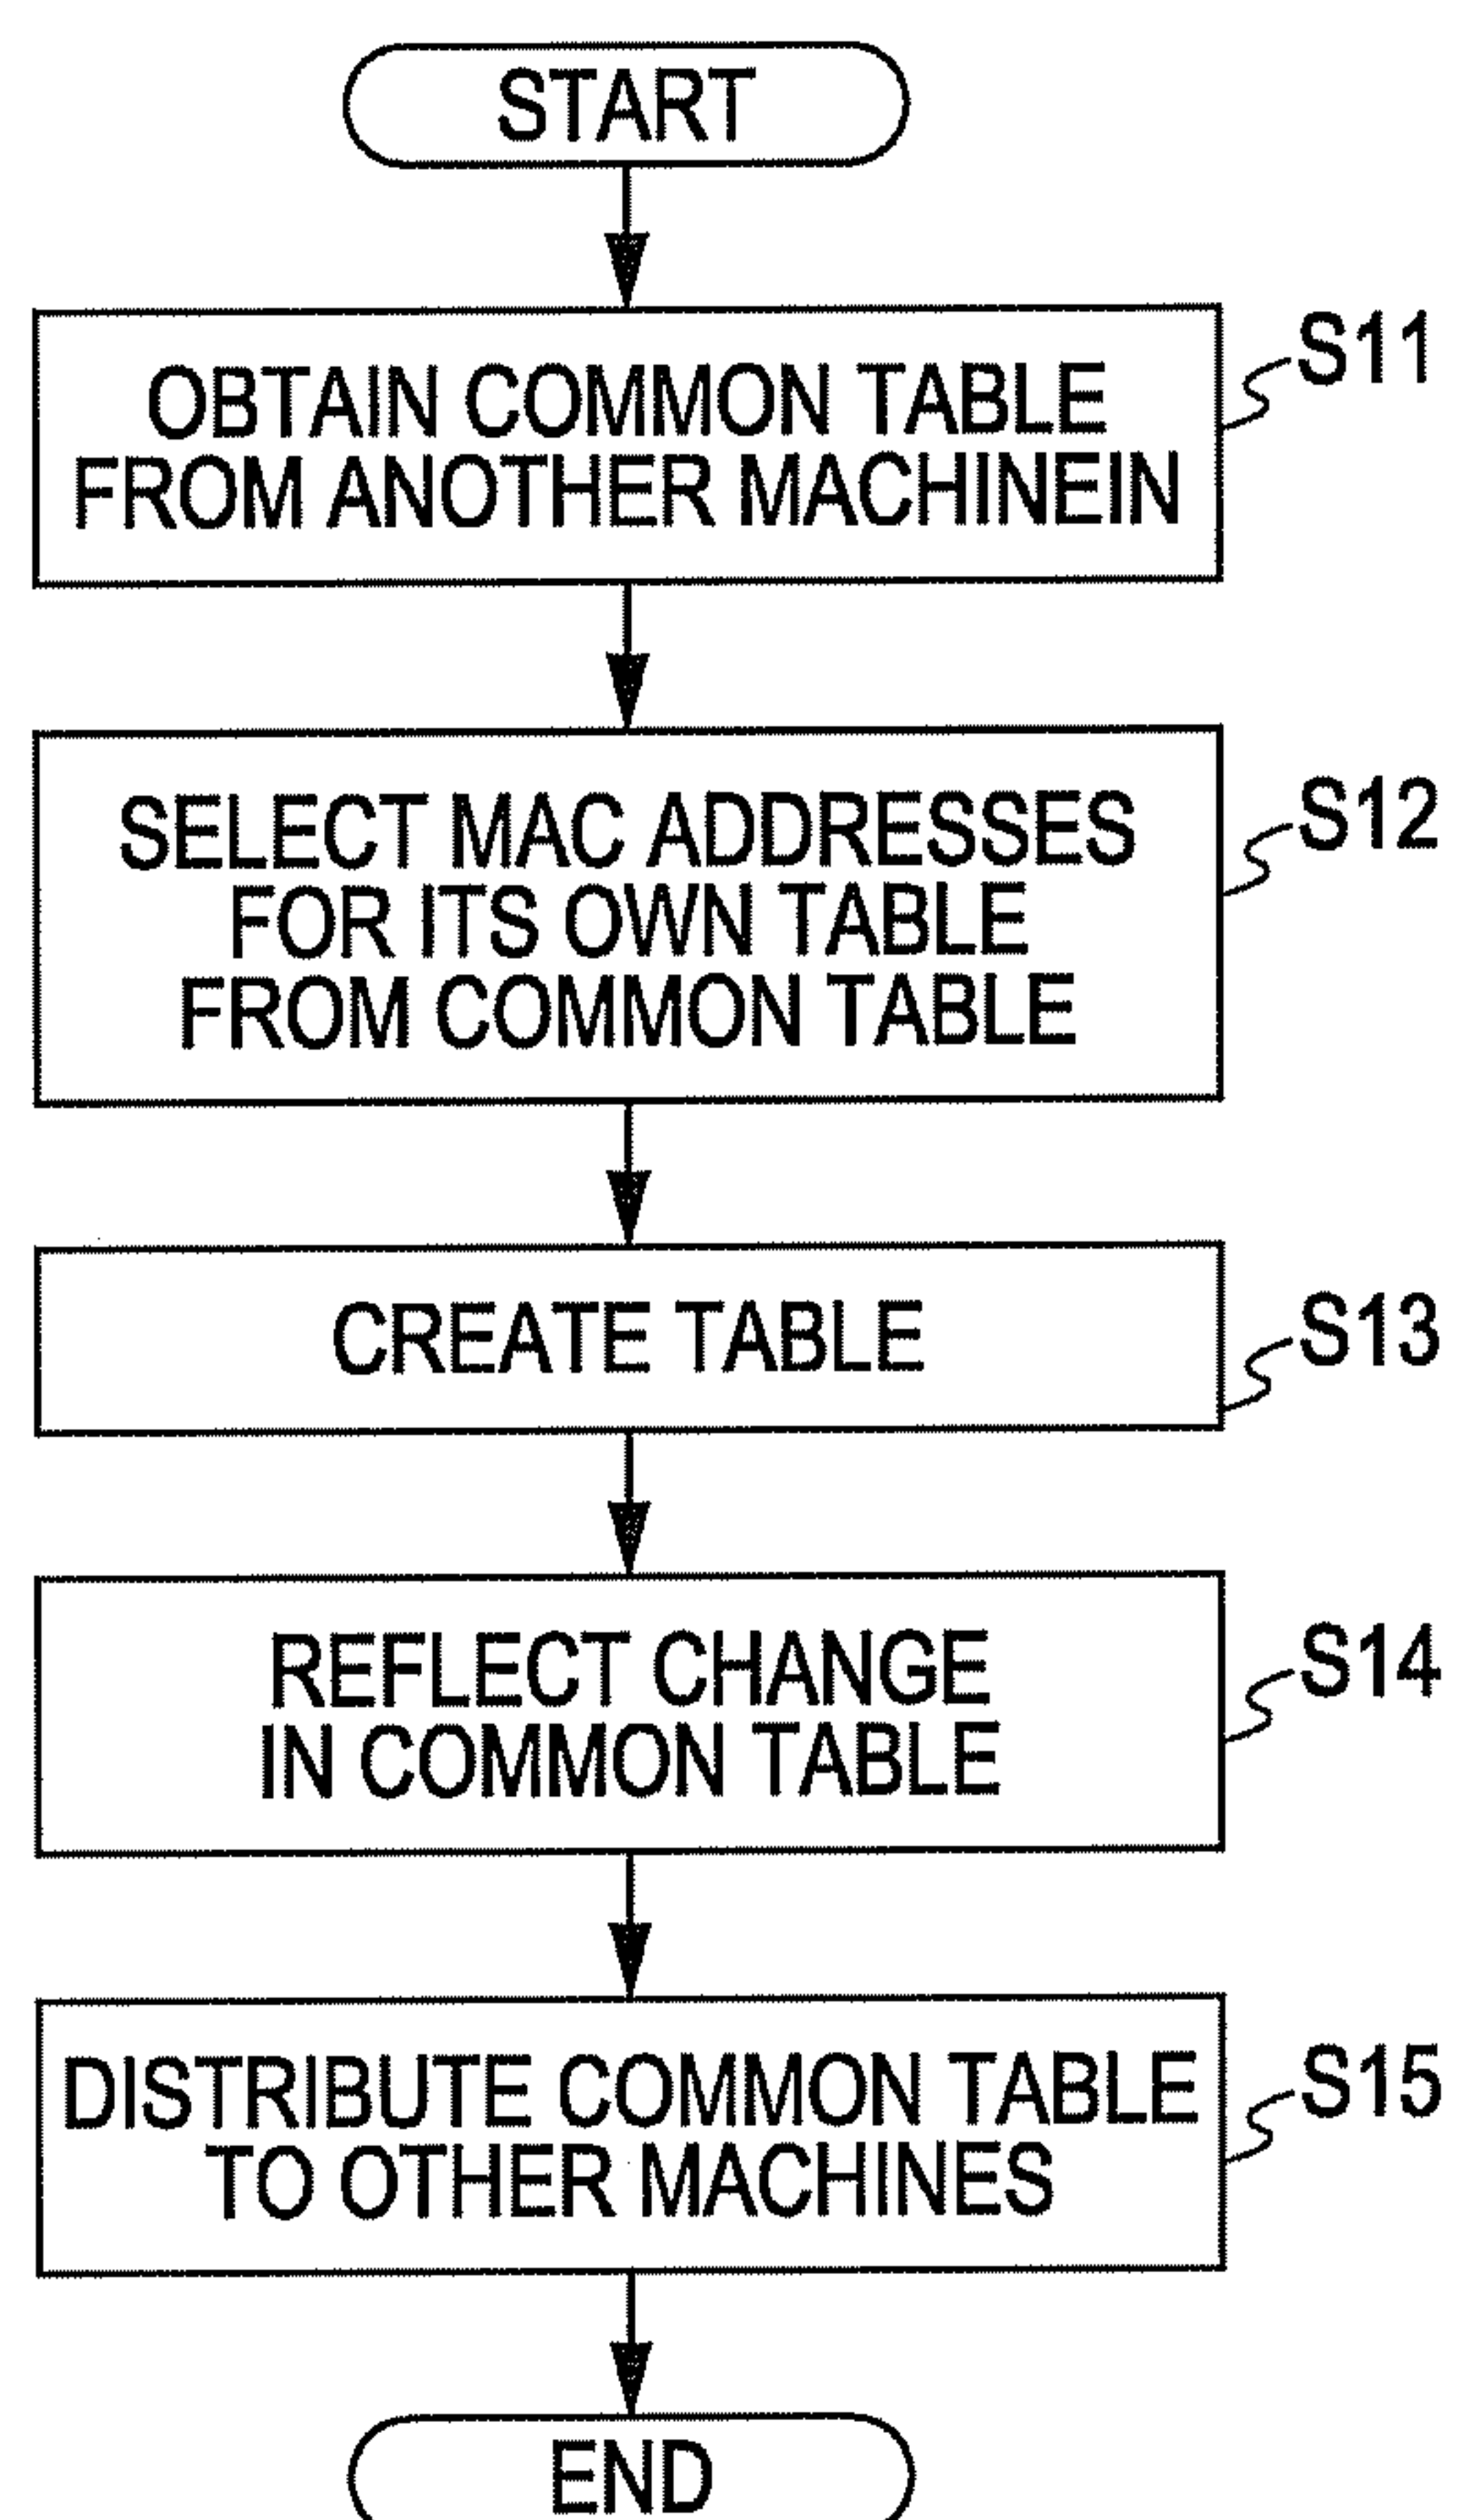 START
OBTAIN COMMON TABLE
FROM ANOTHER MACHINEIN
S11
SELECT MAC ADDRESSES
FOR ITS OWN TABLE
FROM COMMON TABLE
S12
CREATE TABLE
S13
REFLECT CHANGE
IN COMMON TABLE
S14
DISTRIBUTE COMMON TABLE
TO OTHER MACHINES
S15
END